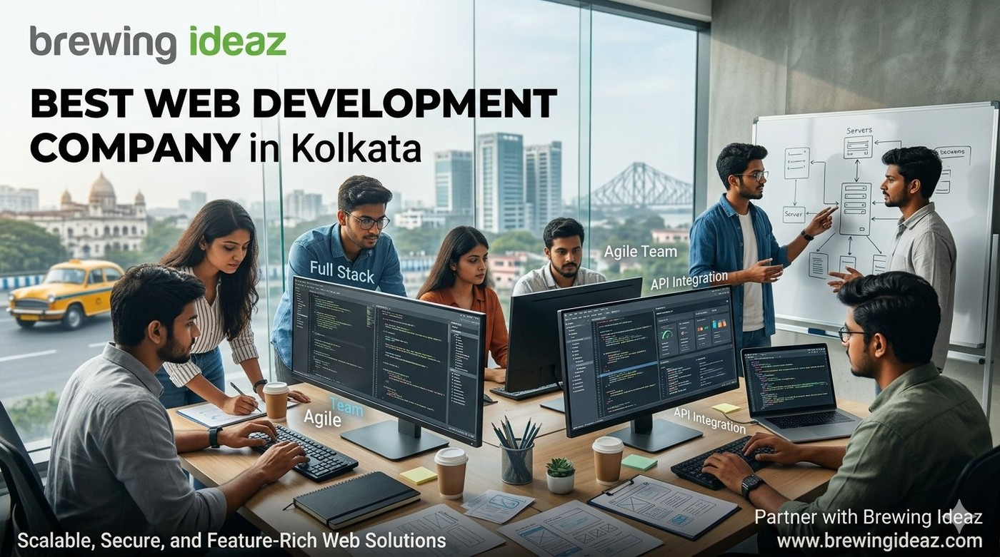 brewing ideaz
BEST WEB DEVELOPMENT
COMPANY in Kolkata
Servers
Server
Agile Team
Full Stack
API Integration
Team
Agile
API Integration
Scalable, Secure, and Feature-Rich Web Solutions
Partner with Brewing Ideaz
www.brewingideaz.com